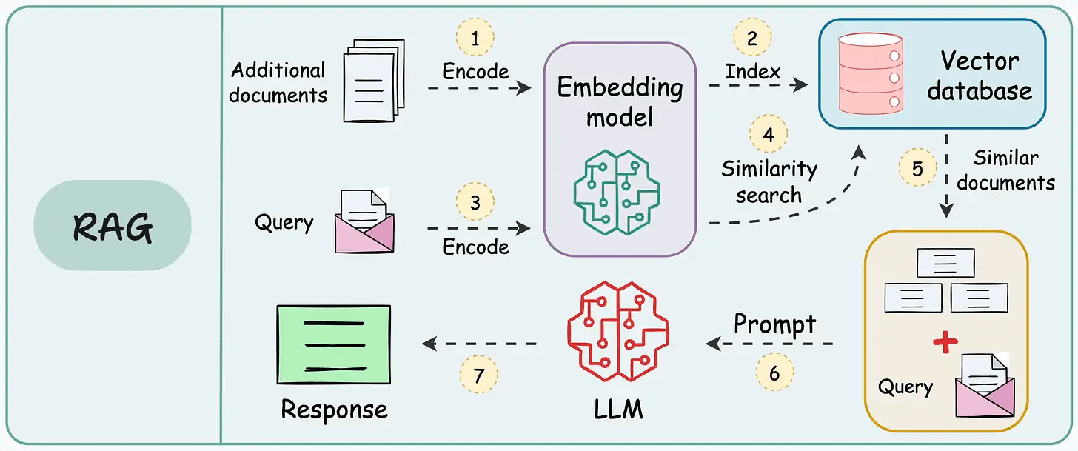 RAG
Additional
documents
1
Encode
Embedding
model
2
Index
Vector
database
Query
3
Encode
4
Similarity
search
5
Similar
documents
Query
Prompt
6
LLM
7
Response